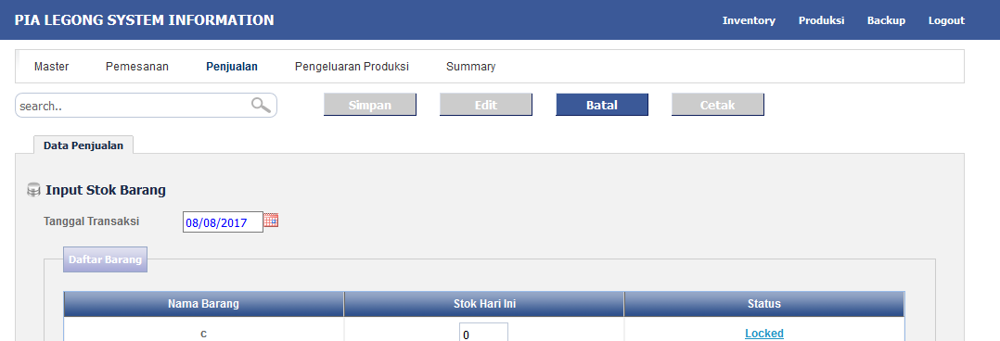 PIA LEGONG SYSTEM INFORMATION Inventory Produksi Backup Logout
Master Pemesanan Penjualan Pengeluaran Produksi Summary
search.. Simpan Edit Batal Cetak
Data Penjualan
Input Stok Barang
Tanggal Transaksi 08/08/2017
Daftar Barang
Nama Barang Stok Hari Ini Status
c 0 Locked